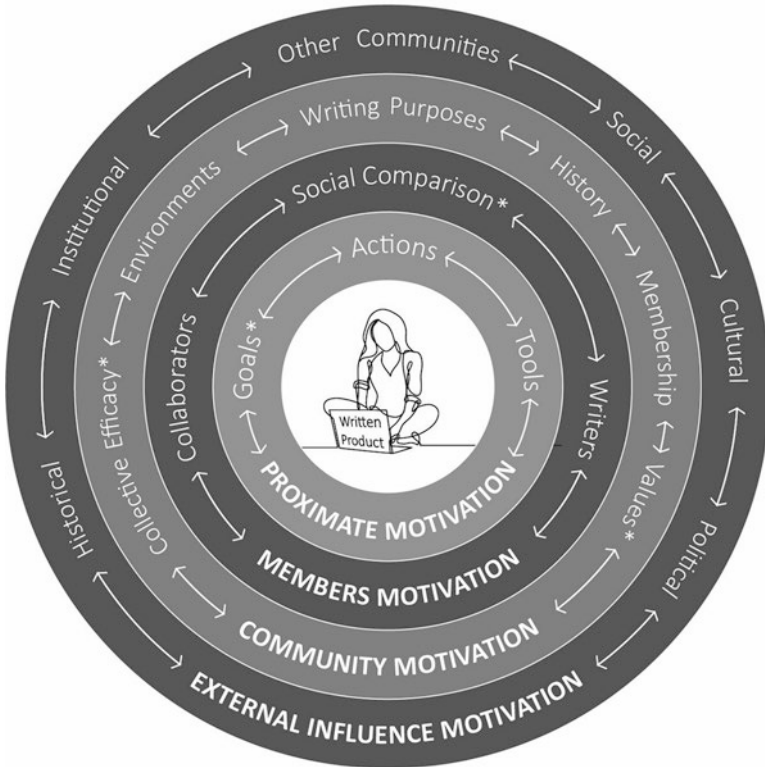 Other Communities
Social
Cultural
Political
EXTERNAL INFLUENCE MOTIVATION
Historical
Institutional
Writing Purposes
History
Membership
Values*
COMMUNITY MOTIVATION
Collective Efficacy*
Environments
Social Comparison*
Writers
MEMBERS MOTIVATION
Collaborators
Actions
Tools
PROXIMATE MOTIVATION
Goals*
Written
Product